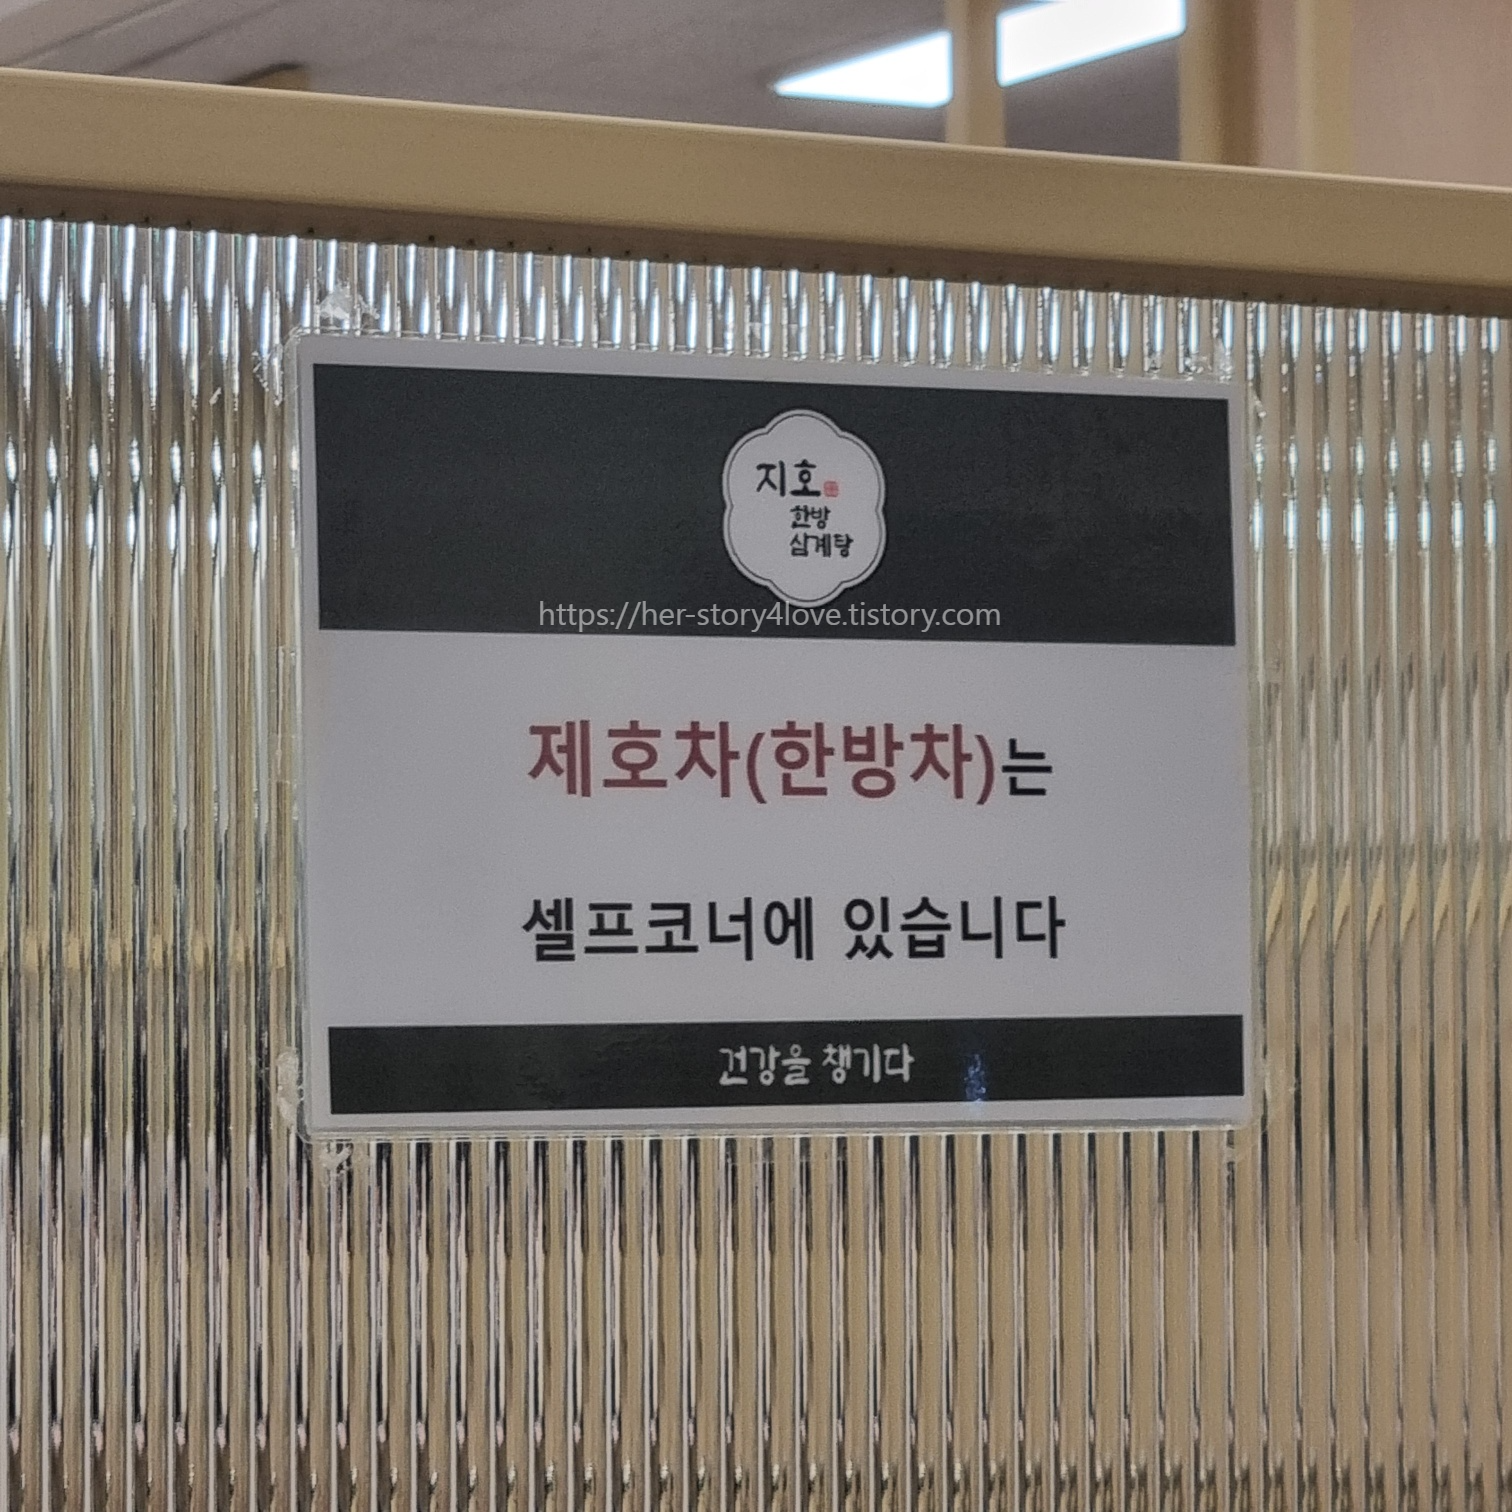 지호
한방
삼계탕
https://her-story4love.tistory.com
제호차(한방차)는
셀프코너에 있습니다
건강을 챙기다